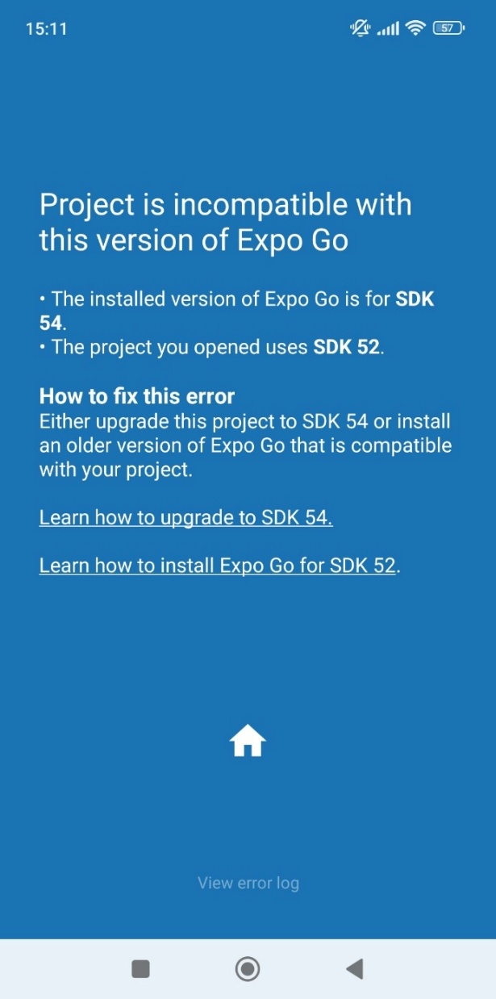 15:11
57
Project is incompatible with
this version of Expo Go
• The installed version of Expo Go is for SDK
54.
• The project you opened uses SDK 52.
How to fix this error
Either upgrade this project to SDK 54 or install
an older version of Expo Go that is compatible
with your project.
Learn how to upgrade to SDK 54.
Learn how to install Expo Go for SDK 52.
View error log